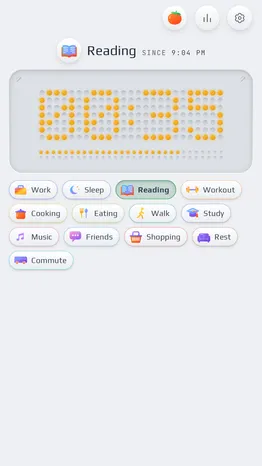 Reading SINCE 9:04 PM
Work Sleep Reading Workout
Cooking Eating Walk Study
Music Friends Shopping Rest
Commute